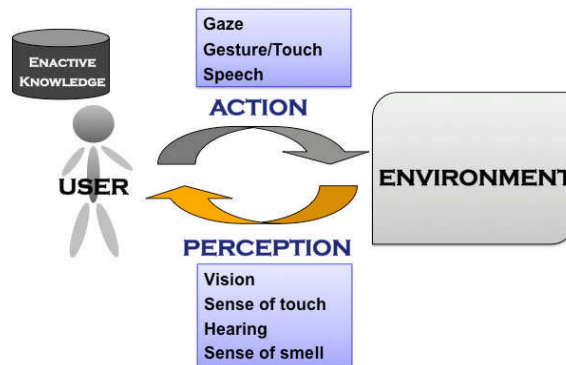 Gaze
Gesture/Touch
Speech
ENACTIVE
KNOWLEDGE
ACTION
USER
ENVIRONMENT
PERCEPTION
Vision
Sense of touch
Hearing
Sense of smell